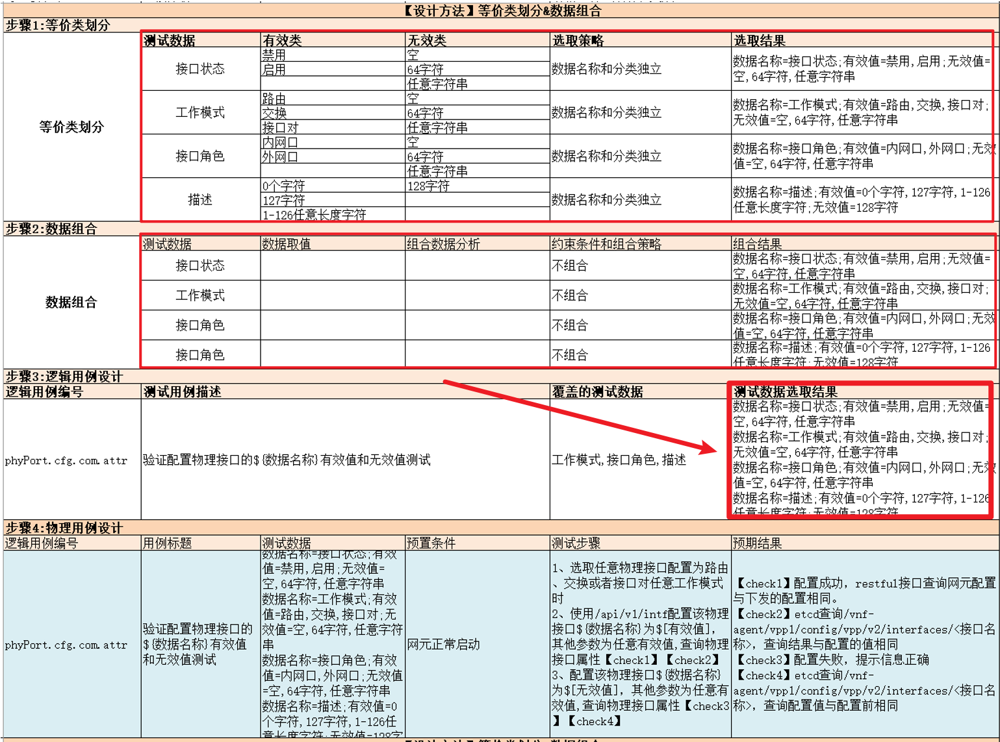 【设计方法】等价类划分&数据组合
步骤1:等价类划分
测试数据 有效类 无效类 选取策略 选取结果
等价类划分
接口状态
禁用 空
启用 64字符
任意字符串
数据名称和分类独立
数据名称=接口状态;有效值=禁用,启用;无效值=
空,64字符,任意字符串
工作模式
路由 空
交换 64字符
接口对 任意字符串
数据名称和分类独立
数据名称=工作模式;有效值=路由,交换,接口对;
无效值=空,64字符,任意字符串
接口角色
内网口 空
外网口 64字符
任意字符串
数据名称和分类独立
数据名称=接口角色;有效值=内网口,外网口;无效
值=空,64字符,任意字符串
描述
0个字符 128字符
127字符
1-126任意长度字符
数据名称和分类独立
数据名称=描述;有效值=0个字符,127字符,1-126
任意长度字符;无效值=128字符
步骤2:数据组合
测试数据 数据取值 组合数据分析 约束条件和组合策略 组合结果
数据组合
接口状态 不组合
数据名称=接口状态;有效值=禁用,启用;无效值=
空,64字符,任意字符串
工作模式 不组合
数据名称=工作模式;有效值=路由,交换,接口对;
无效值=空,64字符,任意字符串
接口角色 不组合
数据名称=接口角色;有效值=内网口,外网口;无效
值=空,64字符,任意字符串
接口角色 不组合
数据名称=描述;有效值=0个字符,127字符,1-126
任意长度字符;无效值=128字符
步骤3:逻辑用例设计
逻辑用例编号 测试用例描述 覆盖的测试数据 测试数据选取结果
phyPort.cfg.com.attr 验证配置物理接口的${数据名称}有效值和无效值测试 工作模式,接口角色,描述
数据名称=接口状态;有效值=禁用,启用;无效值=
空,64字符,任意字符串
数据名称=工作模式;有效值=路由,交换,接口对;
无效值=空,64字符,任意字符串
数据名称=接口角色;有效值=内网口,外网口;无效
值=空,64字符,任意字符串
数据名称=描述;有效值=0个字符,127字符,1-126
任意长度字符;无效值=128字符
步骤4:物理用例设计
逻辑用例编号 用例标题 测试数据 预置条件 测试步骤 预期结果
phyPort.cfg.com.attr
验证配置物理接口的
${数据名称}有效值
和无效值测试
数据名称=接口状态;有效
值=禁用,启用;无效值=
空,64字符,任意字符串
数据名称=工作模式;有效
值=路由,交换,接口对;无
效值=空,64字符,任意字符
串
数据名称=接口角色;有效
值=内网口,外网口;无效值
=空,64字符,任意字符串
数据名称=描述;有效值=0
个字符,127字符,1-126任
意长度字符;无效值=128字
网元正常启动
1、选取任意物理接口配置为路由
、交换或者接口对任意工作模式
时
2、使用/api/v1/intf配置该物理
接口${数据名称}为$[有效值],
其他参数为任意有效值,查询物理
接口属性【check1】【check2】
3、配置该物理接口${数据名称}
为$[无效值], 其他参数为任意有
效值,查询物理接口属性【check3
】【check4】
【check1】配置成功, restful接口查询网元配置
与下发的配置相同。
【check2】etcd查询/vnf-
agent/vpp1/config/vpp/v2/interfaces/<接口名
称>, 查询结果与配置的值相同
【check3】配置失败, 提示信息正确
【check4】etcd查询/vnf-
agent/vpp1/config/vpp/v2/interfaces/<接口名
称>, 查询配置值与配置前相同
【设计方法】等价类划分&数据组合